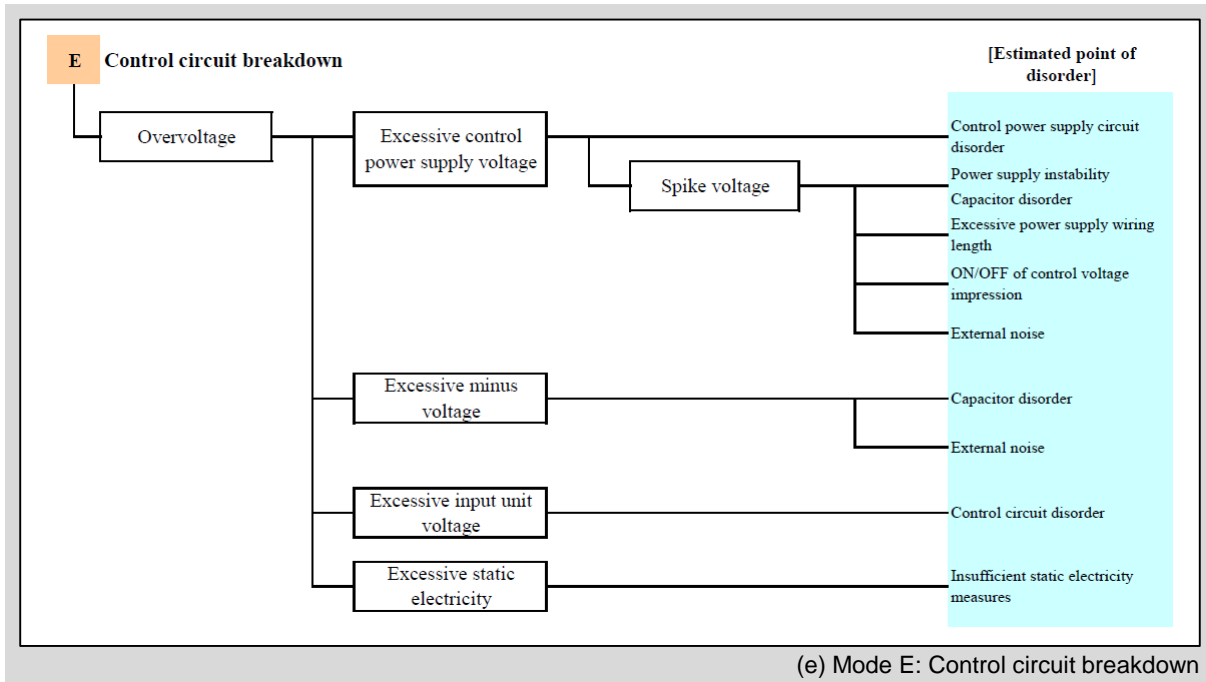 E Control circuit breakdown
[Estimated point of
disorder]
Overvoltage
Excessive control
power supply voltage
Control power supply circuit
disorder
Spike voltage
Power supply instability
Capacitor disorder
Excessive power supply wiring
length
ON/OFF of control voltage
impression
External noise
Excessive minus
voltage
Capacitor disorder
External noise
Excessive input unit
voltage
Control circuit disorder
Excessive static
electricity
Insufficient static electricity
measures
(e) Mode E: Control circuit breakdown